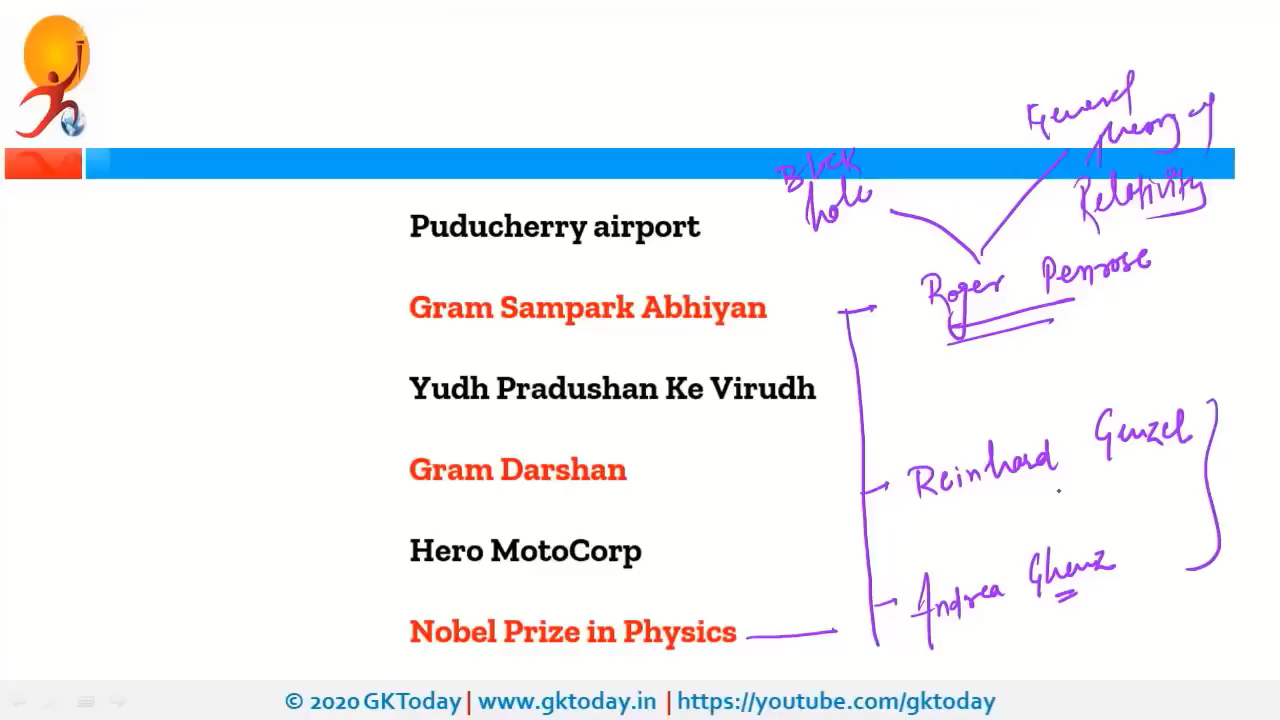 General
theory of
Relativity
Black
hole
Puducherry airport
Roger Penrose
Gram Sampark Abhiyan
Yudh Pradushan Ke Virudh
Reinhard Genzel
Gram Darshan
Hero MotoCorp
Andrea Ghenz
Nobel Prize in Physics
© 2020 GKToday | www.gktoday.in | https://youtube.com/gktoday